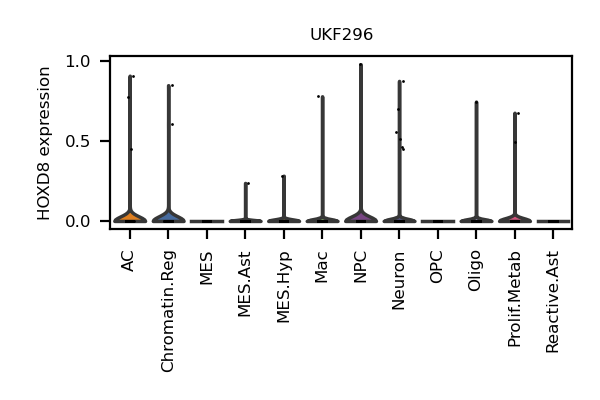 UKF296
HOXD8 expression
1.0
0.5
0.0
AC
Chromatin.Reg
MES
MES.Ast
MES.Hyp
Mac
NPC
Neuron
OPC
Oligo
Prolif.Metab
Reactive.Ast